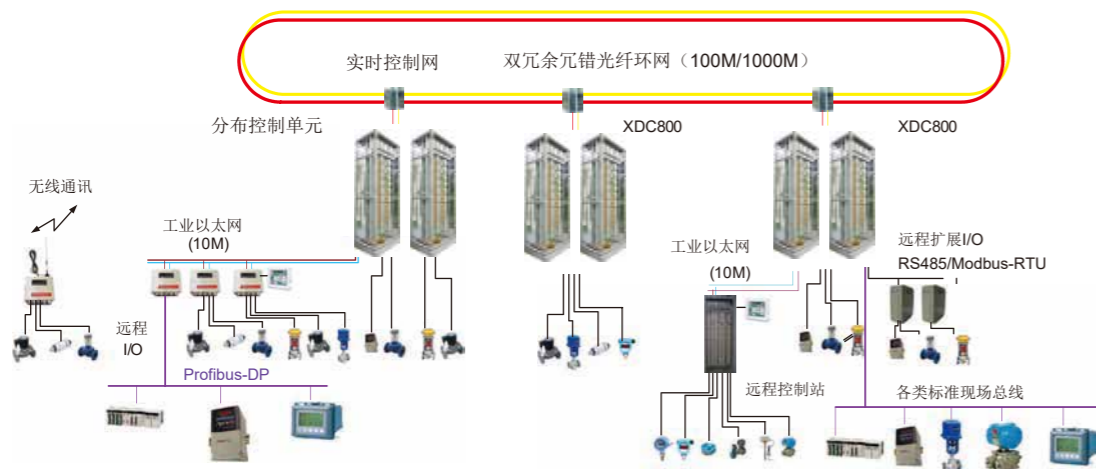 实时控制网
双冗余冗错光纤环网（100M/1000M）
分布控制单元
XDC800
XDC800
无线通讯
工业以太网
(10M)
工业以太网
(10M)
远程扩展I/O
RS485/Modbus-RTU
远程
I/O
Profibus-DP
远程控制站
各类标准现场总线